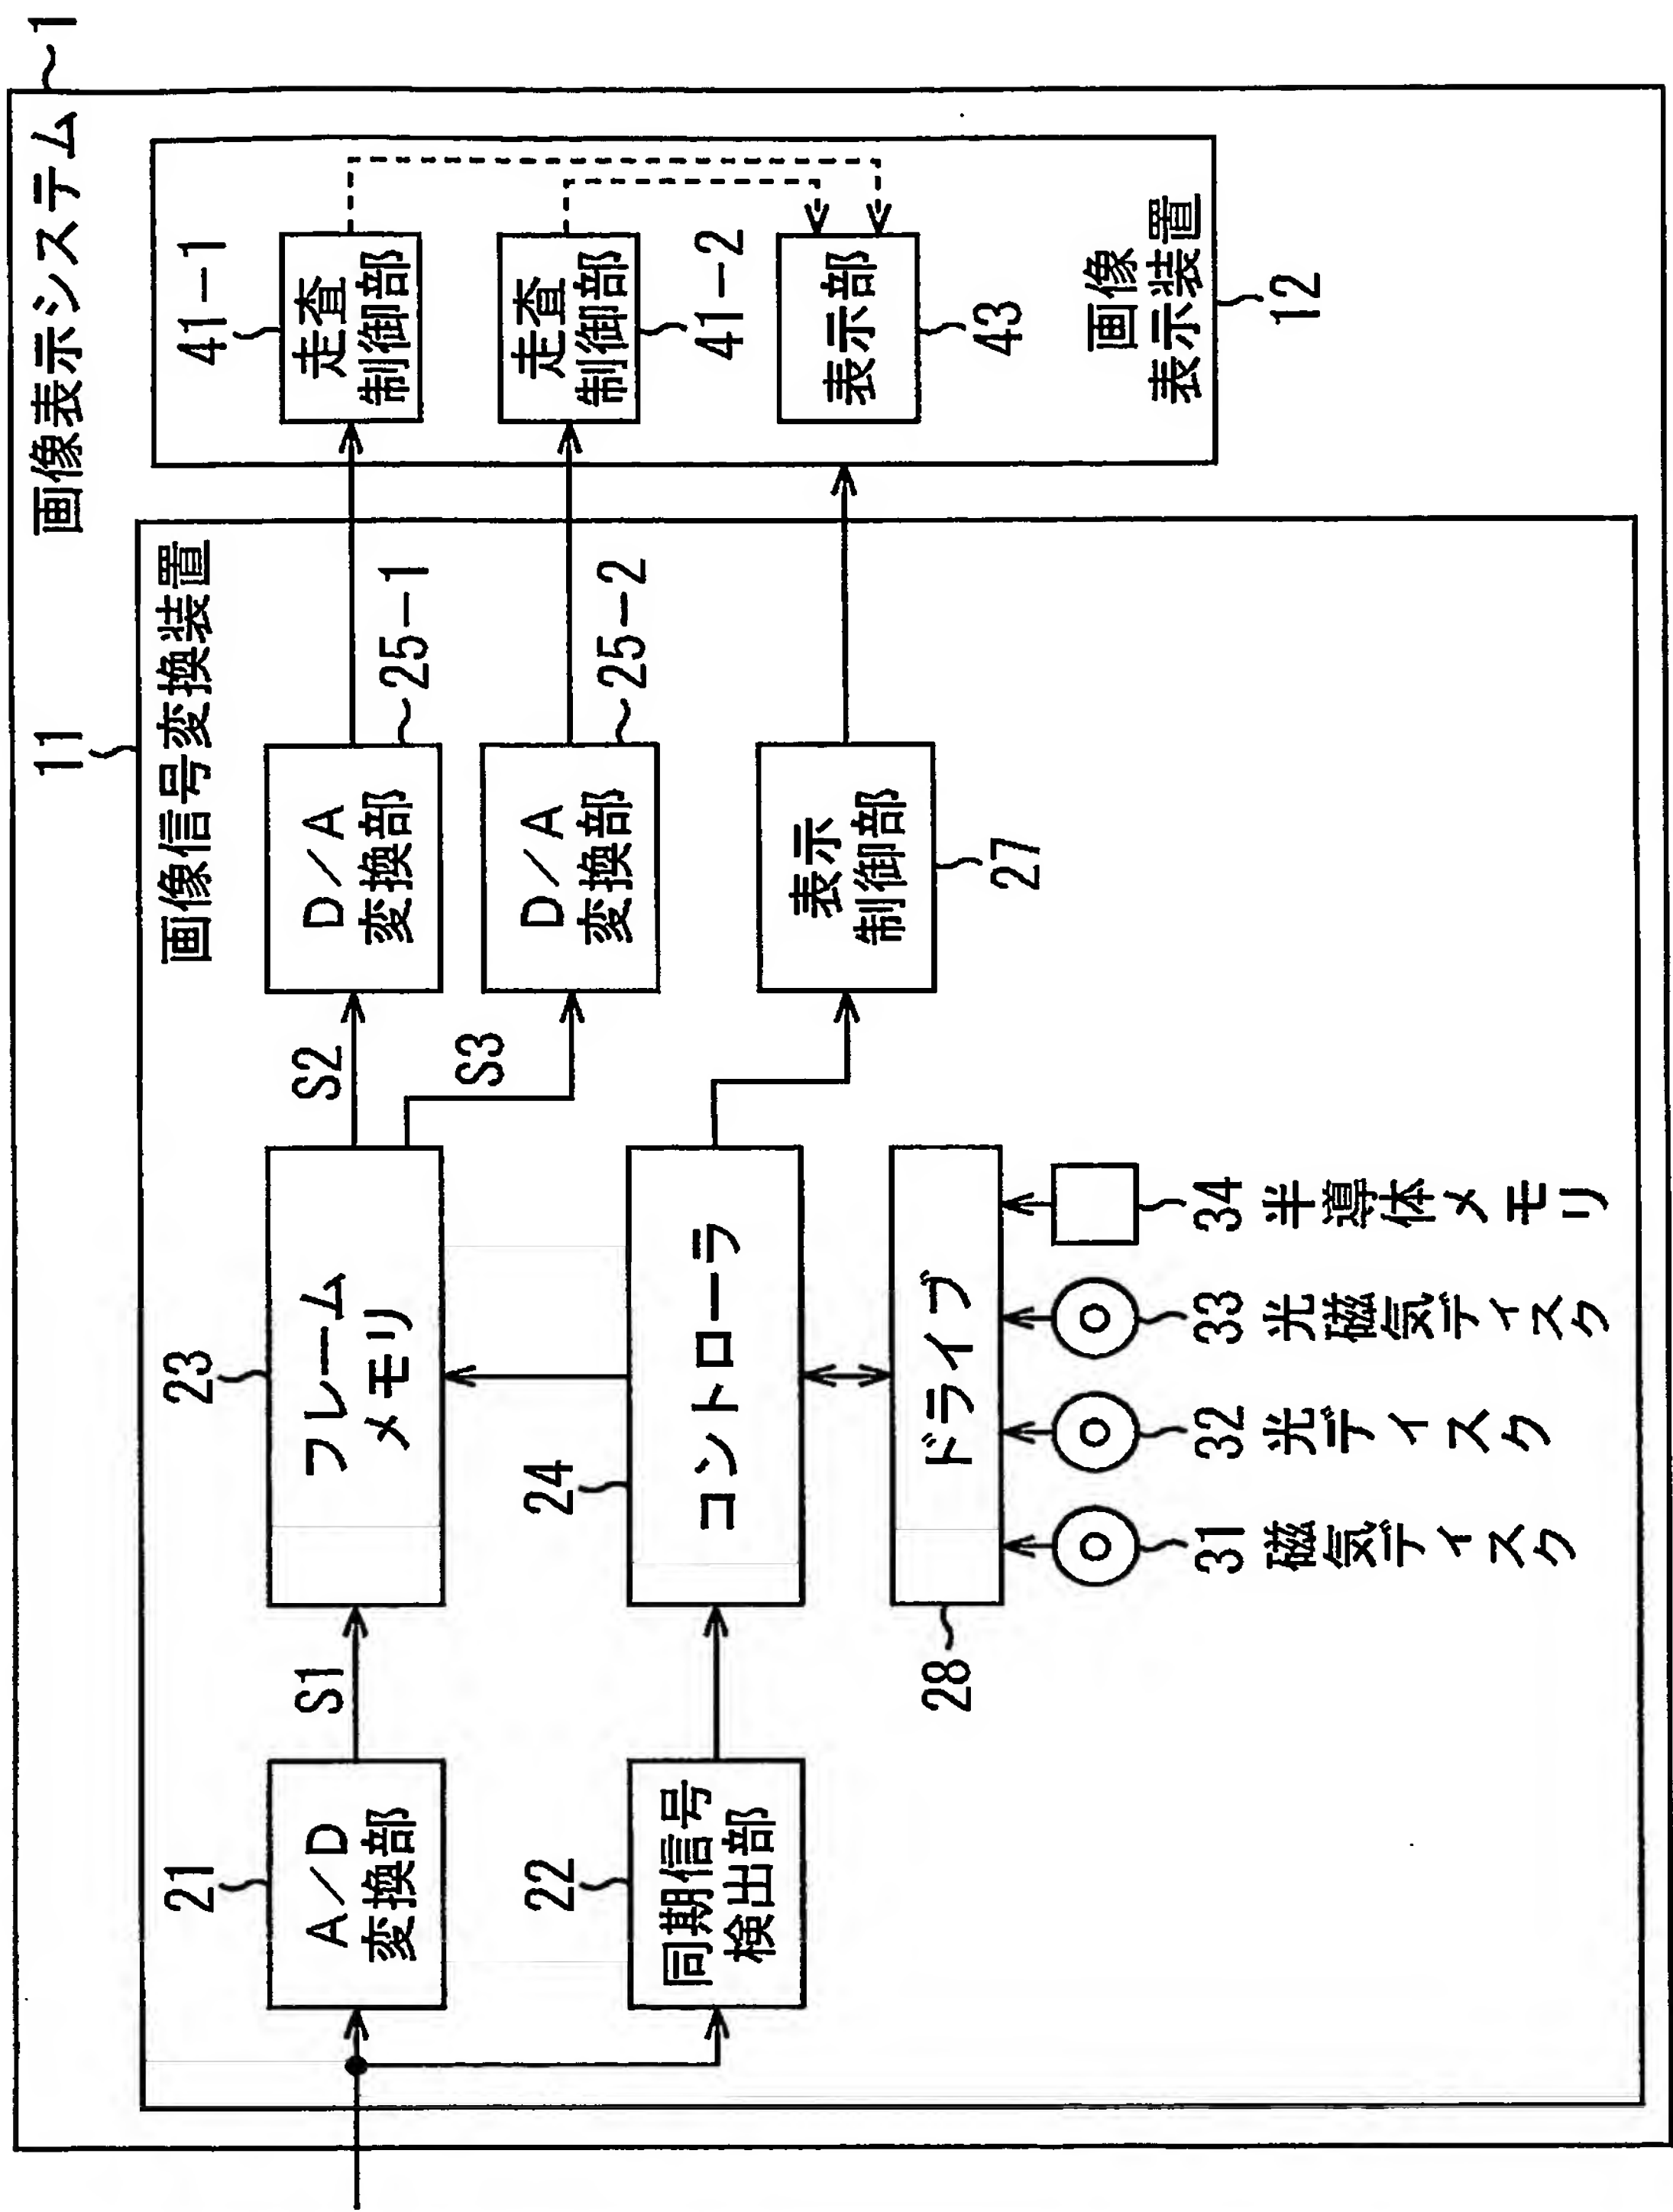 画像表示システム
1
11
画像信号変換装置
21
A/D
変換部
S1
23
フレーム
メモリ
S2
S3
D/A
変換部
25-1
D/A
変換部
25-2
41-1
走査
制御部
走査
制御部
41-2
表示部
43
画像
表示装置
12
22
同期信号
検出部
24
コントローラ
表示
制御部
27
28
ドライブ
31
磁気ディスク
32
光ディスク
33
光磁気ディスク
34
半導体メモリ